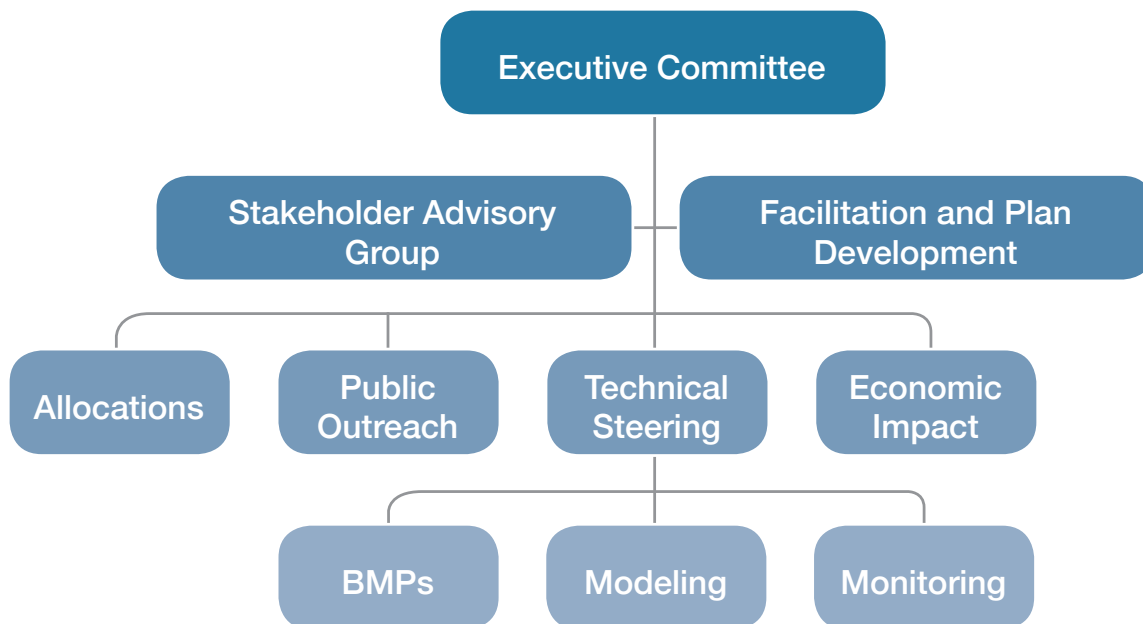 Executive Committee
Stakeholder Advisory
Group
Facilitation and Plan
Development
Allocations
Public
Outreach
Technical
Steering
Economic
Impact
BMPs
Modeling
Monitoring